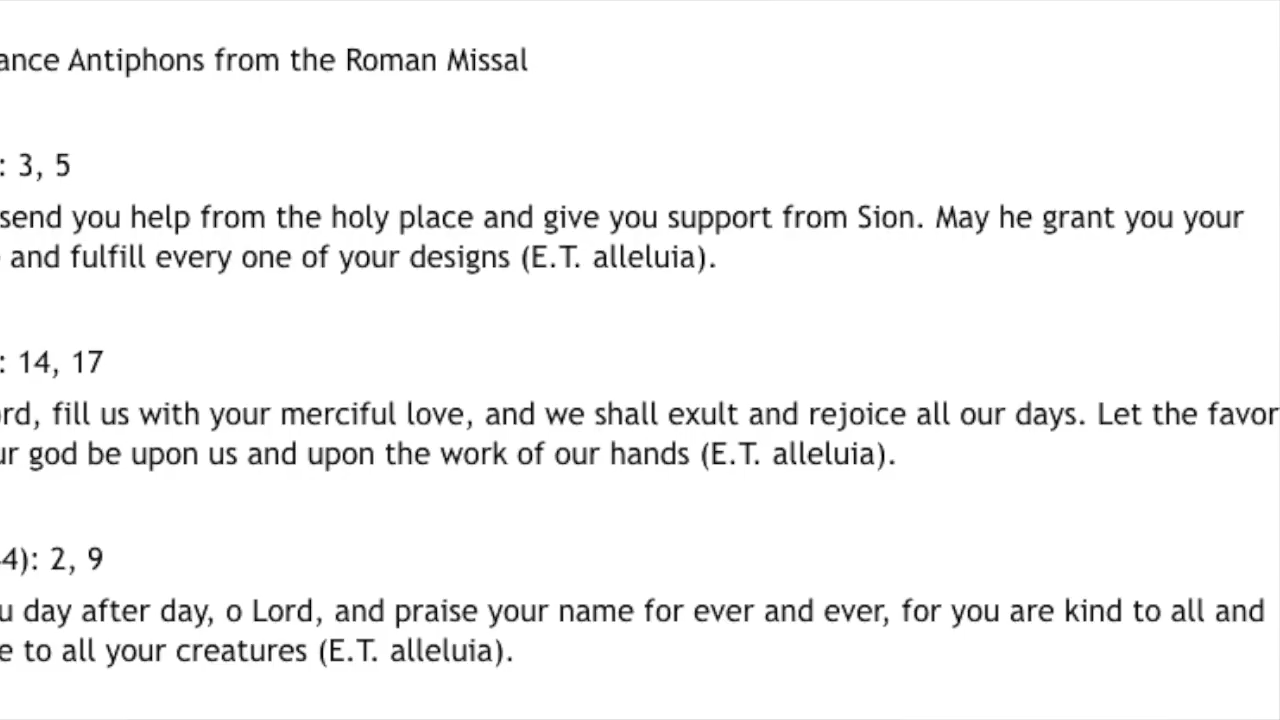 ance Antiphons from the Roman Missal
: 3, 5
send you help from the holy place and give you support from Sion. May he grant you your
and fulfill every one of your designs (E.T. alleluia).
: 14, 17
ord, fill us with your merciful love, and we shall exult and rejoice all our days. Let the favor
ur god be upon us and upon the work of our hands (E.T. alleluia).
4): 2, 9
u day after day, o Lord, and praise your name for ever and ever, for you are kind to all and
e to all your creatures (E.T. alleluia).